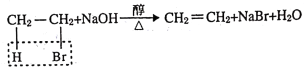 CH₂—CH₂+NaOH 醇 △ CH₂=CH₂+NaBr+H₂O
H Br